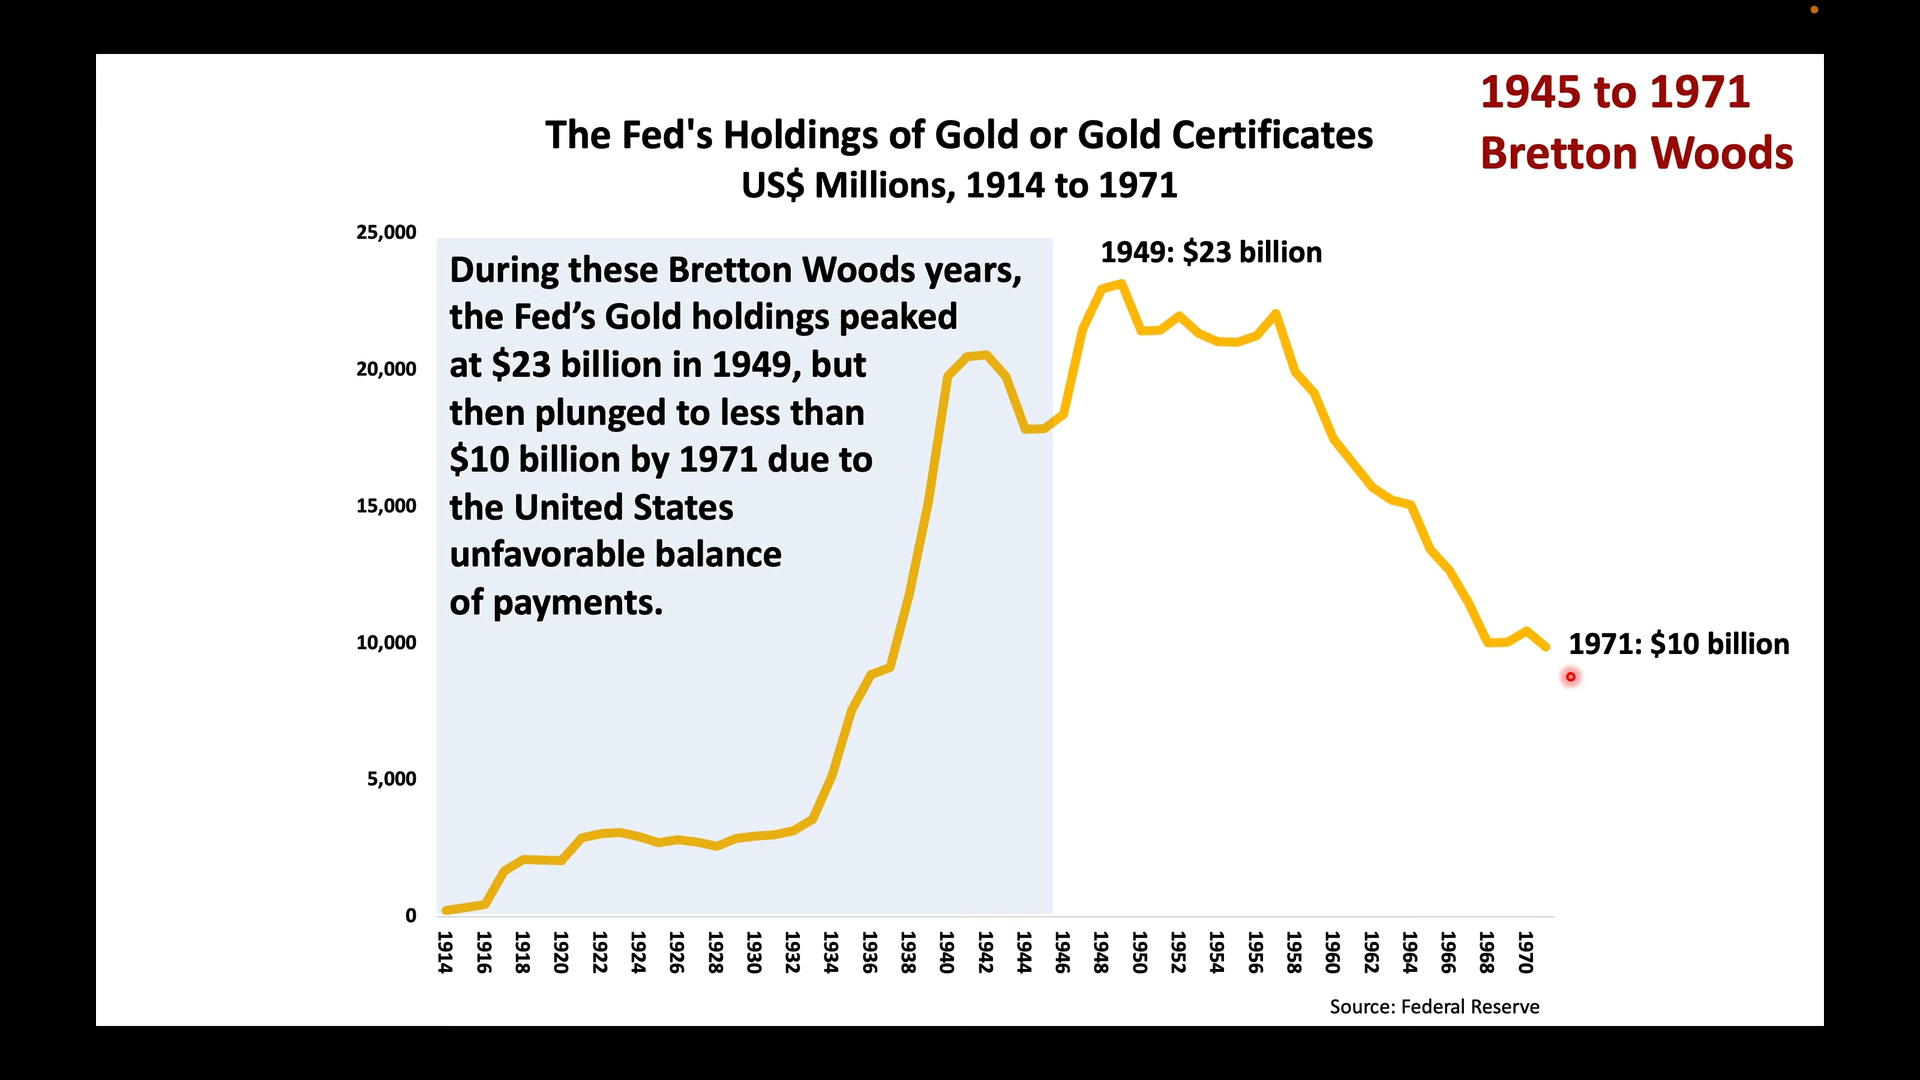 1945 to 1971
Bretton Woods
The Fed's Holdings of Gold or Gold Certificates
US$ Millions, 1914 to 1971
25,000
20,000
15,000
10,000
5,000
0
During these Bretton Woods years,
the Fed’s Gold holdings peaked
at $23 billion in 1949, but
then plunged to less than
$10 billion by 1971 due to
the United States
unfavorable balance
of payments.
1949: $23 billion
1971: $10 billion
1914
1916
1918
1920
1922
1924
1926
1928
1930
1932
1934
1936
1938
1940
1942
1944
1946
1948
1950
1952
1954
1956
1958
1960
1962
1964
1966
1968
1970
Source: Federal Reserve